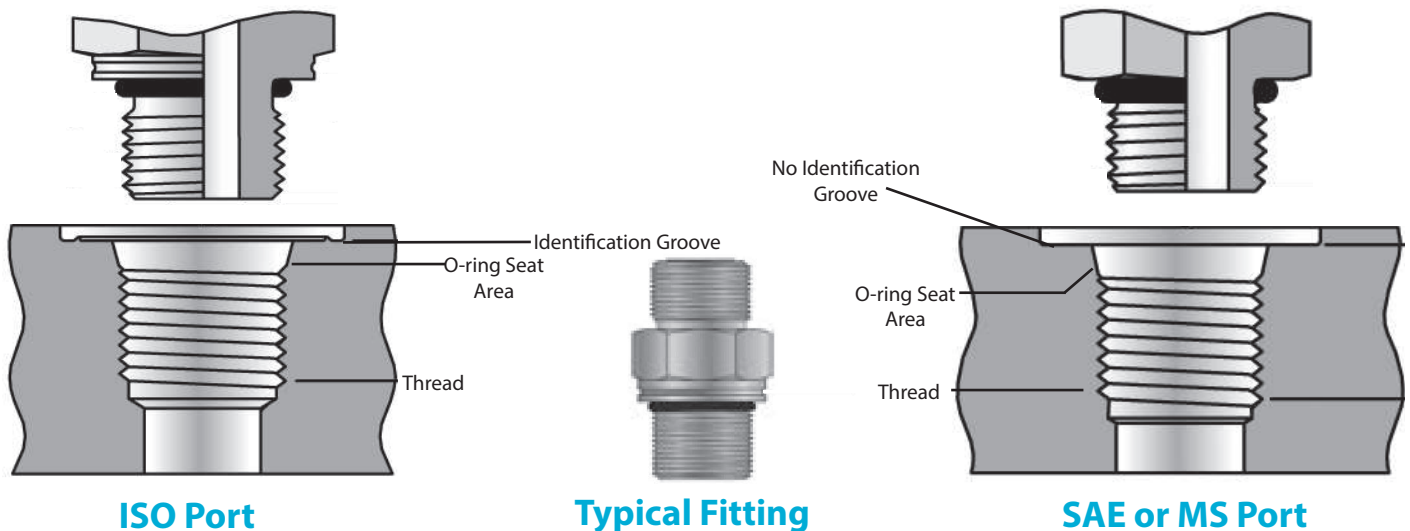 Identification Groove
O-ring Seat
Area
Thread
ISO Port
Typical Fitting
No Identification
Groove
O-ring Seat
Area
Thread
SAE or MS Port